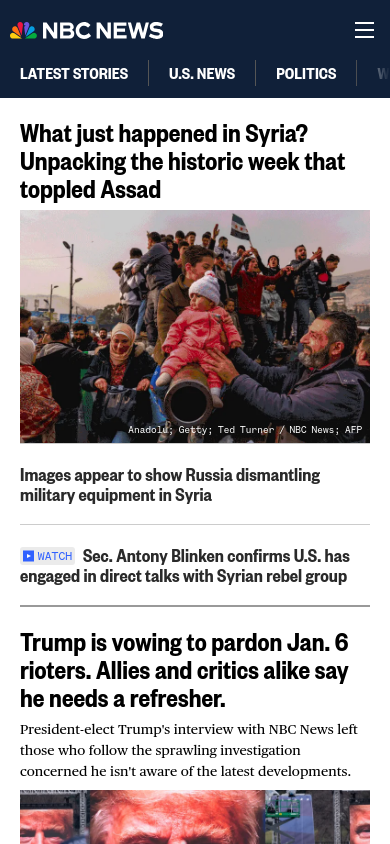 NBC NEWS
LATEST STORIES
U.S. NEWS
POLITICS
What just happened in Syria?
Unpacking the historic week that
toppled Assad
Anadolu; Getty; Ted Turner / NBC News; AFP
Images appear to show Russia dismantling
military equipment in Syria
WATCH Sec. Antony Blinken confirms U.S. has
engaged in direct talks with Syrian rebel group
Trump is vowing to pardon Jan. 6
rioters. Allies and critics alike say
he needs a refresher.
President-elect Trump's interview with NBC News left
those who follow the sprawling investigation
concerned he isn't aware of the latest developments.